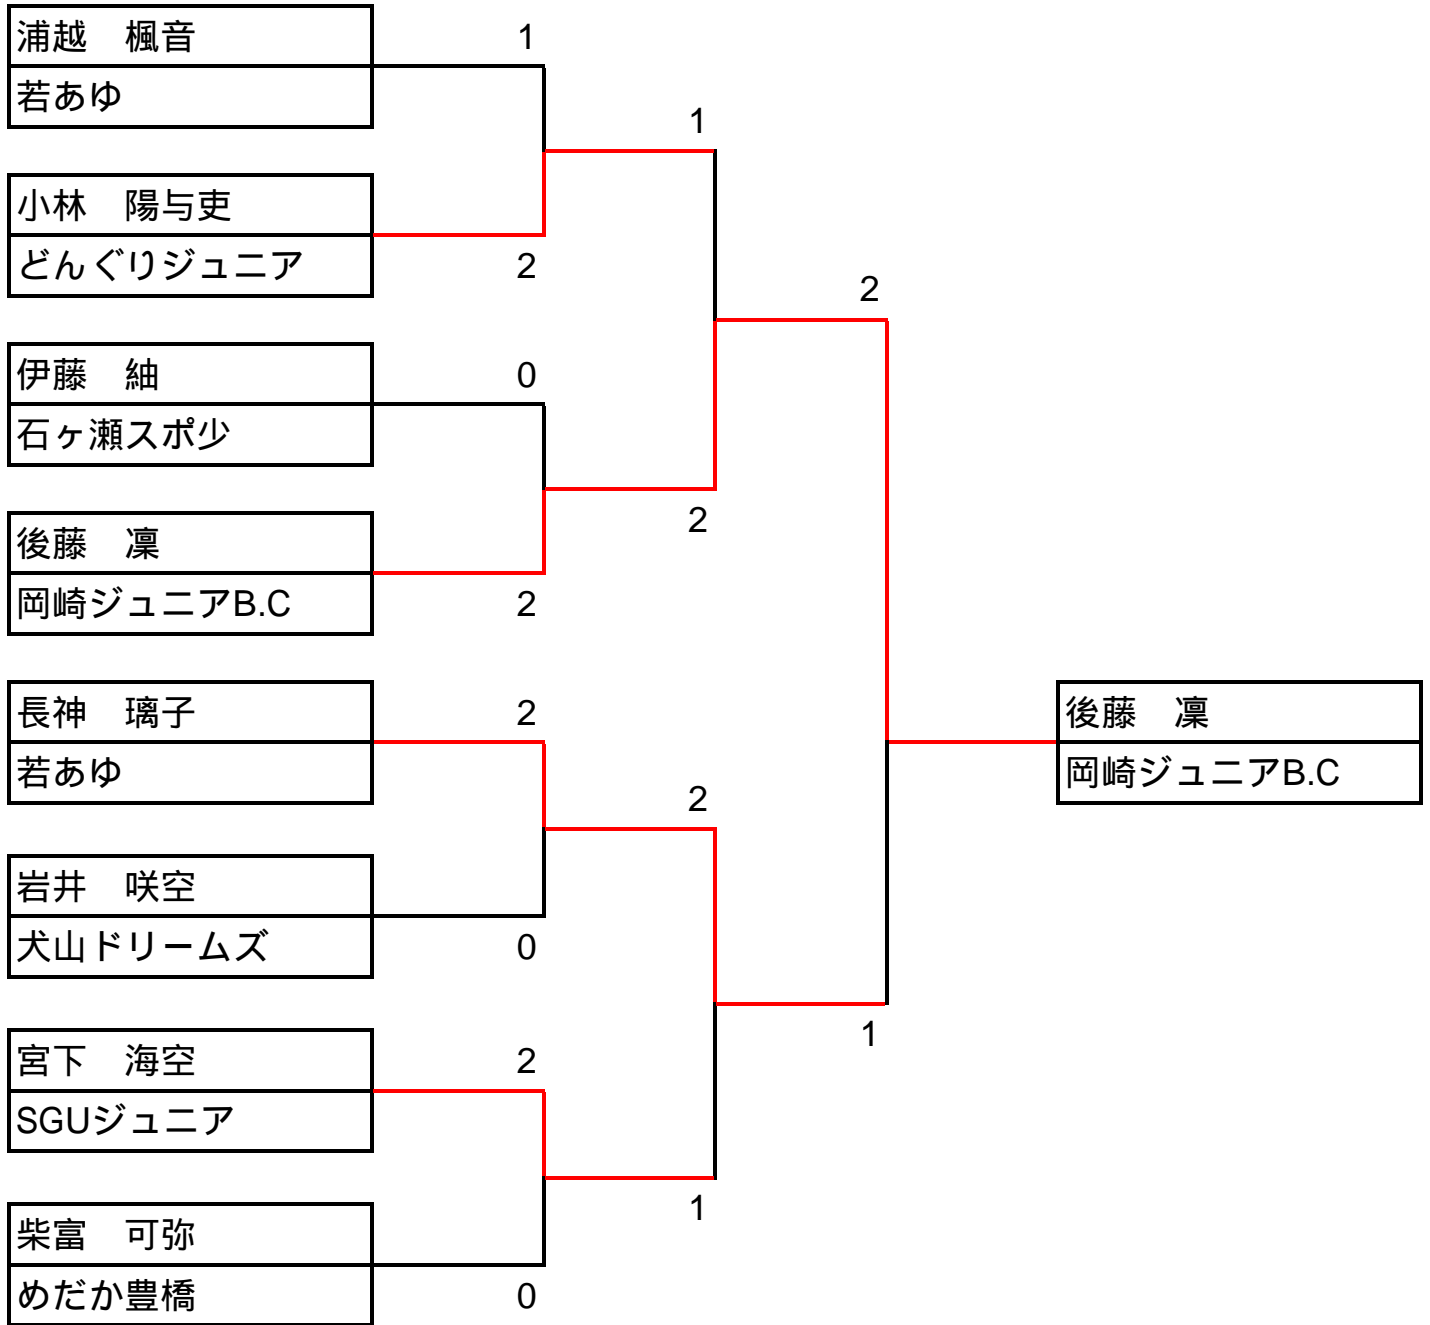 浦越　楓音
1
若あゆ
1
小林　陽与吏
どんぐりジュニア
2
2
伊藤　紬
0
石ヶ瀬スポ少
2
後藤　凜
岡崎ジュニアB.C
2
長神　璃子
2
後藤　凜
若あゆ
岡崎ジュニアB.C
2
岩井　咲空
犬山ドリームズ
0
1
宮下　海空
2
SGUジュニア
1
柴富　可弥
めだか豊橋
0